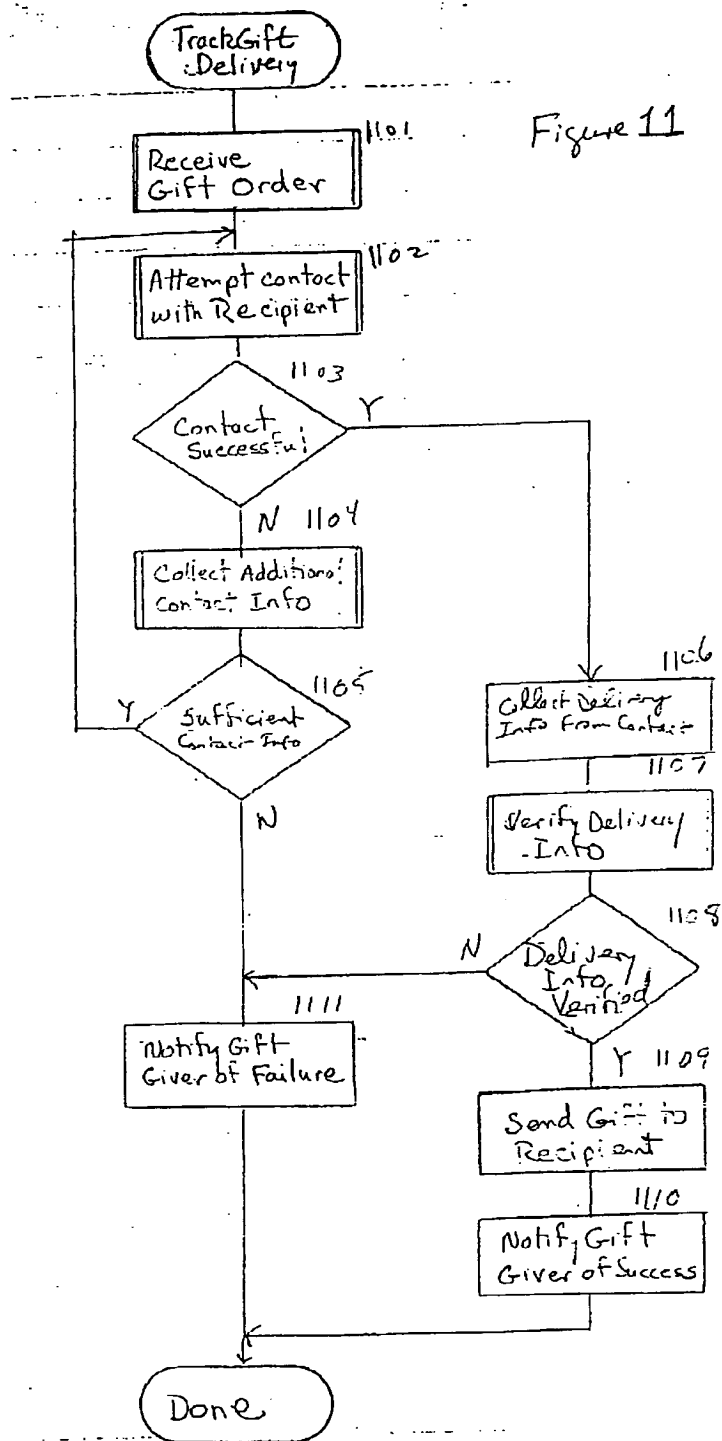 TrackGift
Delivery
Figure 11
1101
Receive
Gift Order
1102
Attempt contact
with Recipient
1103
Contact
Successful
Y
N 1104
Collect Additional
Contact Info
1105
Sufficient
Contact Info
Y
N
1106
Collect Delivery
Info From Contact
1107
Verify Delivery
Info
1108
Delivery
Info
Verified
N
Y 1109
1111
Notify Gift
Giver of Failure
Send Gift to
Recipient
1110
Notify Gift
Giver of Success
Done